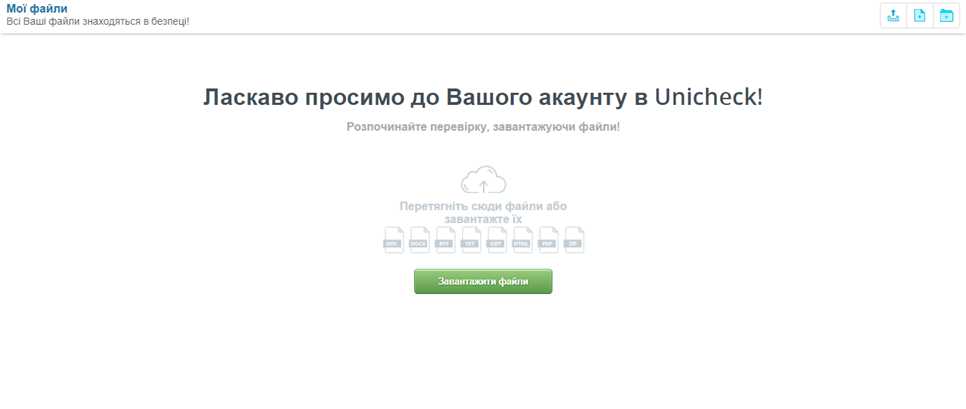 Мої файли
Всі Ваші файли знаходяться в безпеці!
Ласкаво просимо до Вашого акаунту в Unicheck!
Розпочинайте перевірку, завантажуючи файли!
Перетягніть сюди файли або
завантажте їх
DOC DOCX RTF TXT ODT HTML PDF ZIP
Завантажити файли